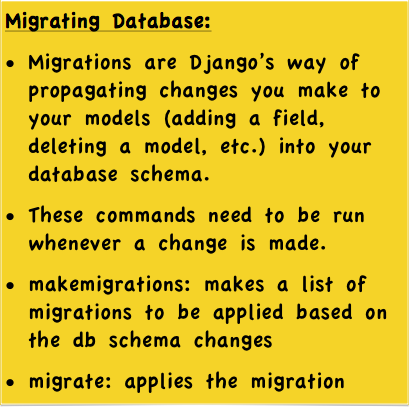 Migrating Database:
• Migrations are Django's way of
propagating changes you make to
your models (adding a field,
deleting a model, etc.) into your
database schema.
• These commands need to be run
whenever a change is made.
• makemigrations: makes a list of
migrations to be applied based on
the db schema changes
• migrate: applies the migration